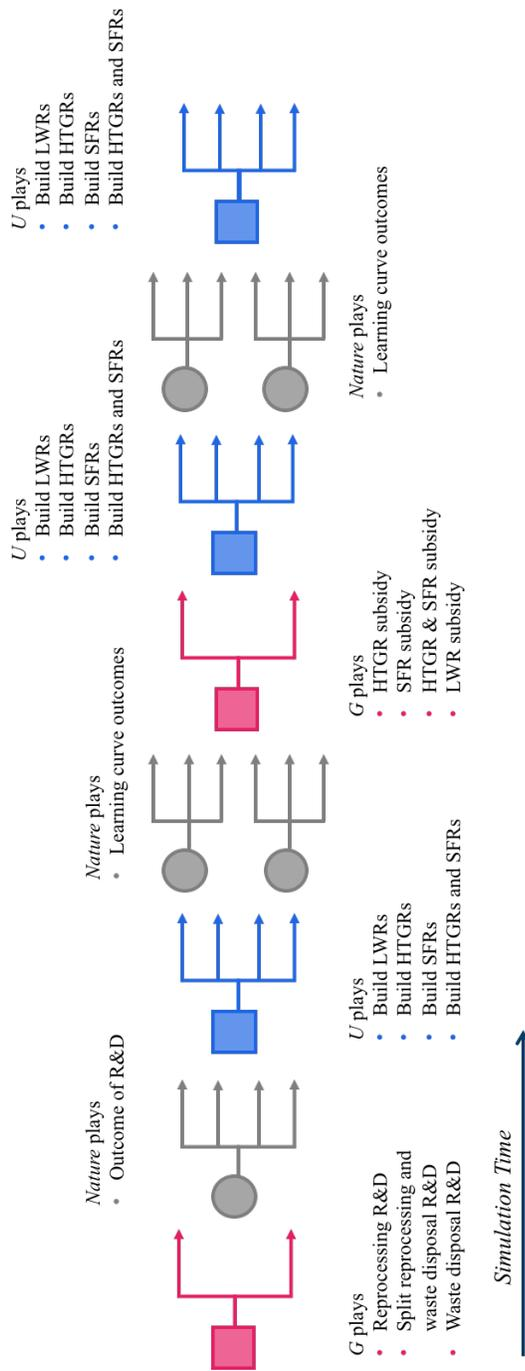 G plays
• Reprocessing R&D
• Split reprocessing and
waste disposal R&D
• Waste disposal R&D
Nature plays
• Outcome of R&D
U plays
• Build LWRs
• Build HTGRs
• Build SFRs
• Build HTGRs and SFRs
Nature plays
• Learning curve outcomes
G plays
• HTGR subsidy
• SFR subsidy
• HTGR & SFR subsidy
• LWR subsidy
U plays
• Build LWRs
• Build HTGRs
• Build SFRs
• Build HTGRs and SFRs
Nature plays
• Learning curve outcomes
U plays
• Build LWRs
• Build HTGRs
• Build SFRs
• Build HTGRs and SFRs
Simulation Time